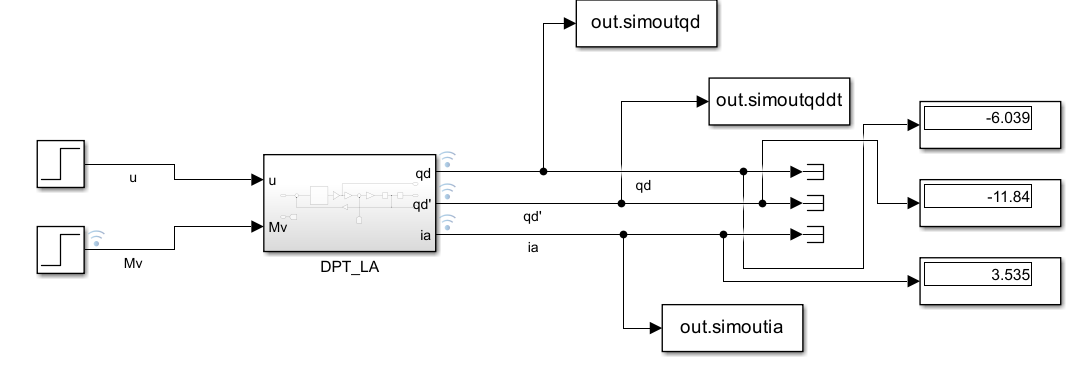 out.simoutqd
out.simoutqddt
-6.039
u
u
qd
qd
-11.84
qd'
qd'
Mv
Mv
ia
ia
DPT_LA
3.535
out.simoutia